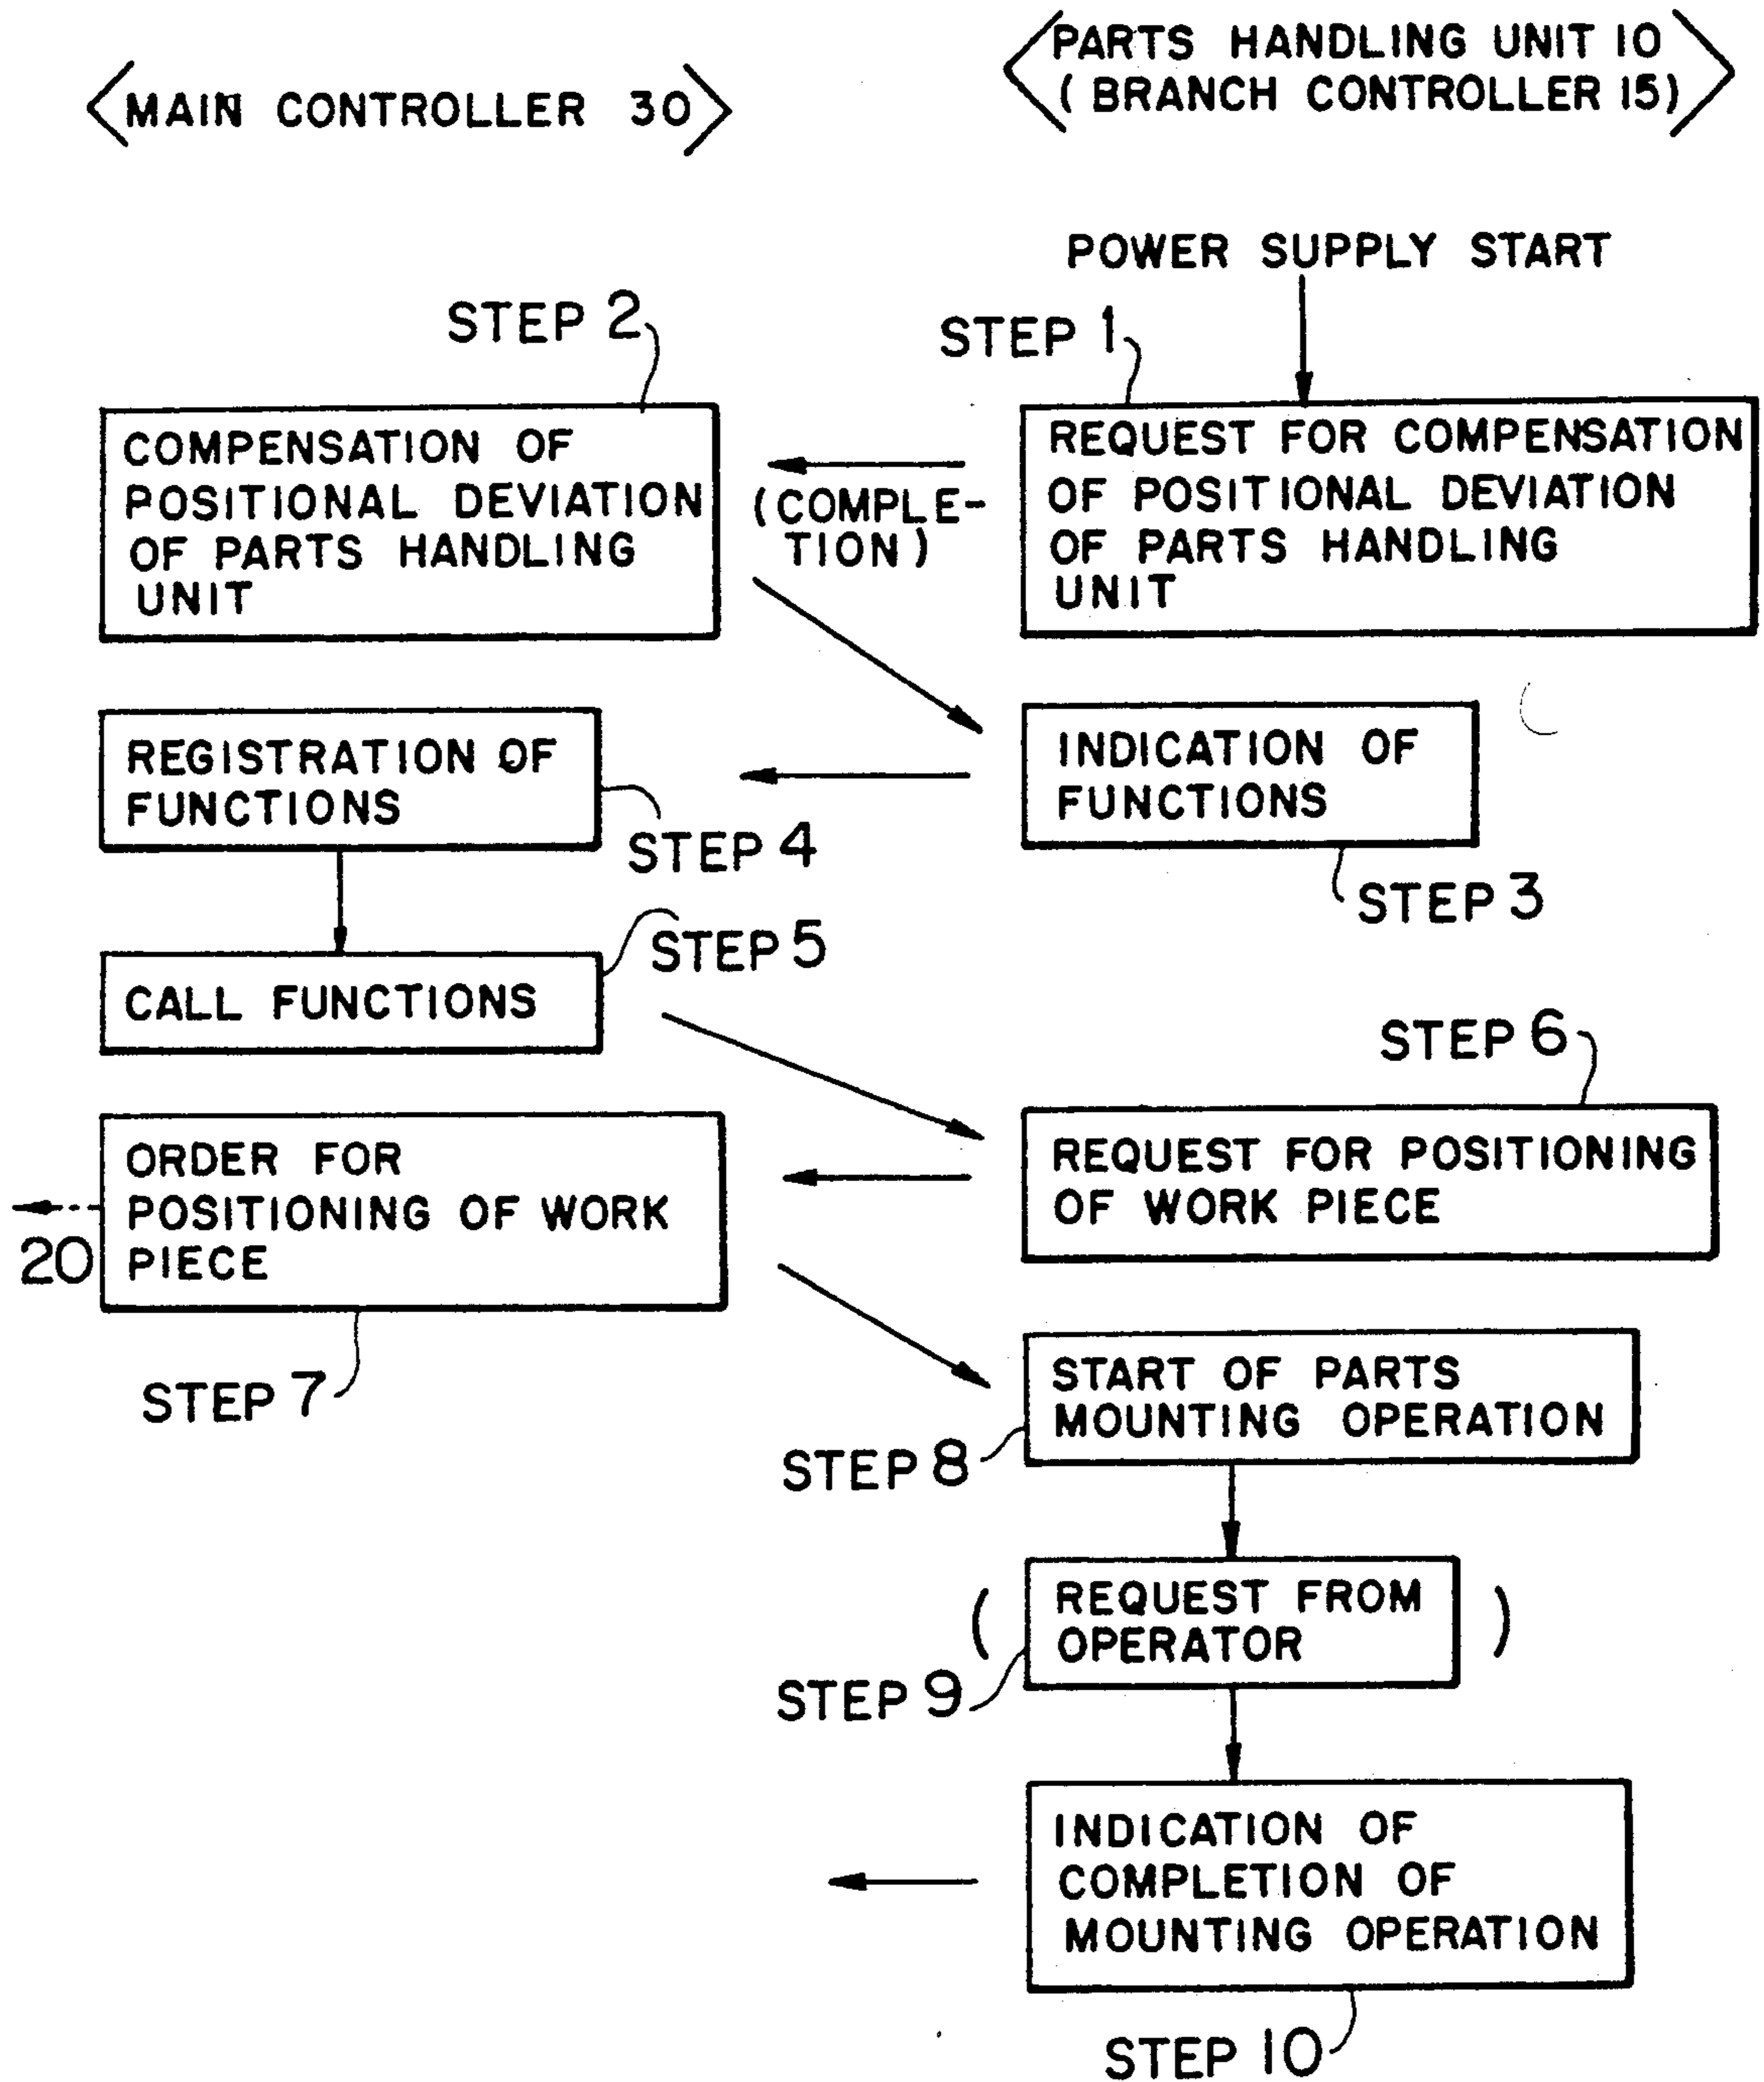 MAIN CONTROLLER 30
PARTS HANDLING UNIT 10
( BRANCH CONTROLLER 15)
POWER SUPPLY START
STEP 2
STEP 1
COMPENSATION OF
POSITIONAL DEVIATION
OF PARTS HANDLING
UNIT
(COMPLE-
TION)
REQUEST FOR COMPENSATION
OF POSITIONAL DEVIATION
OF PARTS HANDLING
UNIT
REGISTRATION OF
FUNCTIONS
STEP 4
INDICATION OF
FUNCTIONS
STEP 3
STEP 5
CALL FUNCTIONS
STEP 6
ORDER FOR
POSITIONING OF WORK
PIECE
20
STEP 7
REQUEST FOR POSITIONING
OF WORK PIECE
START OF PARTS
MOUNTING OPERATION
STEP 8
( REQUEST FROM )
OPERATOR
STEP 9
INDICATION OF
COMPLETION OF
MOUNTING OPERATION
STEP 10